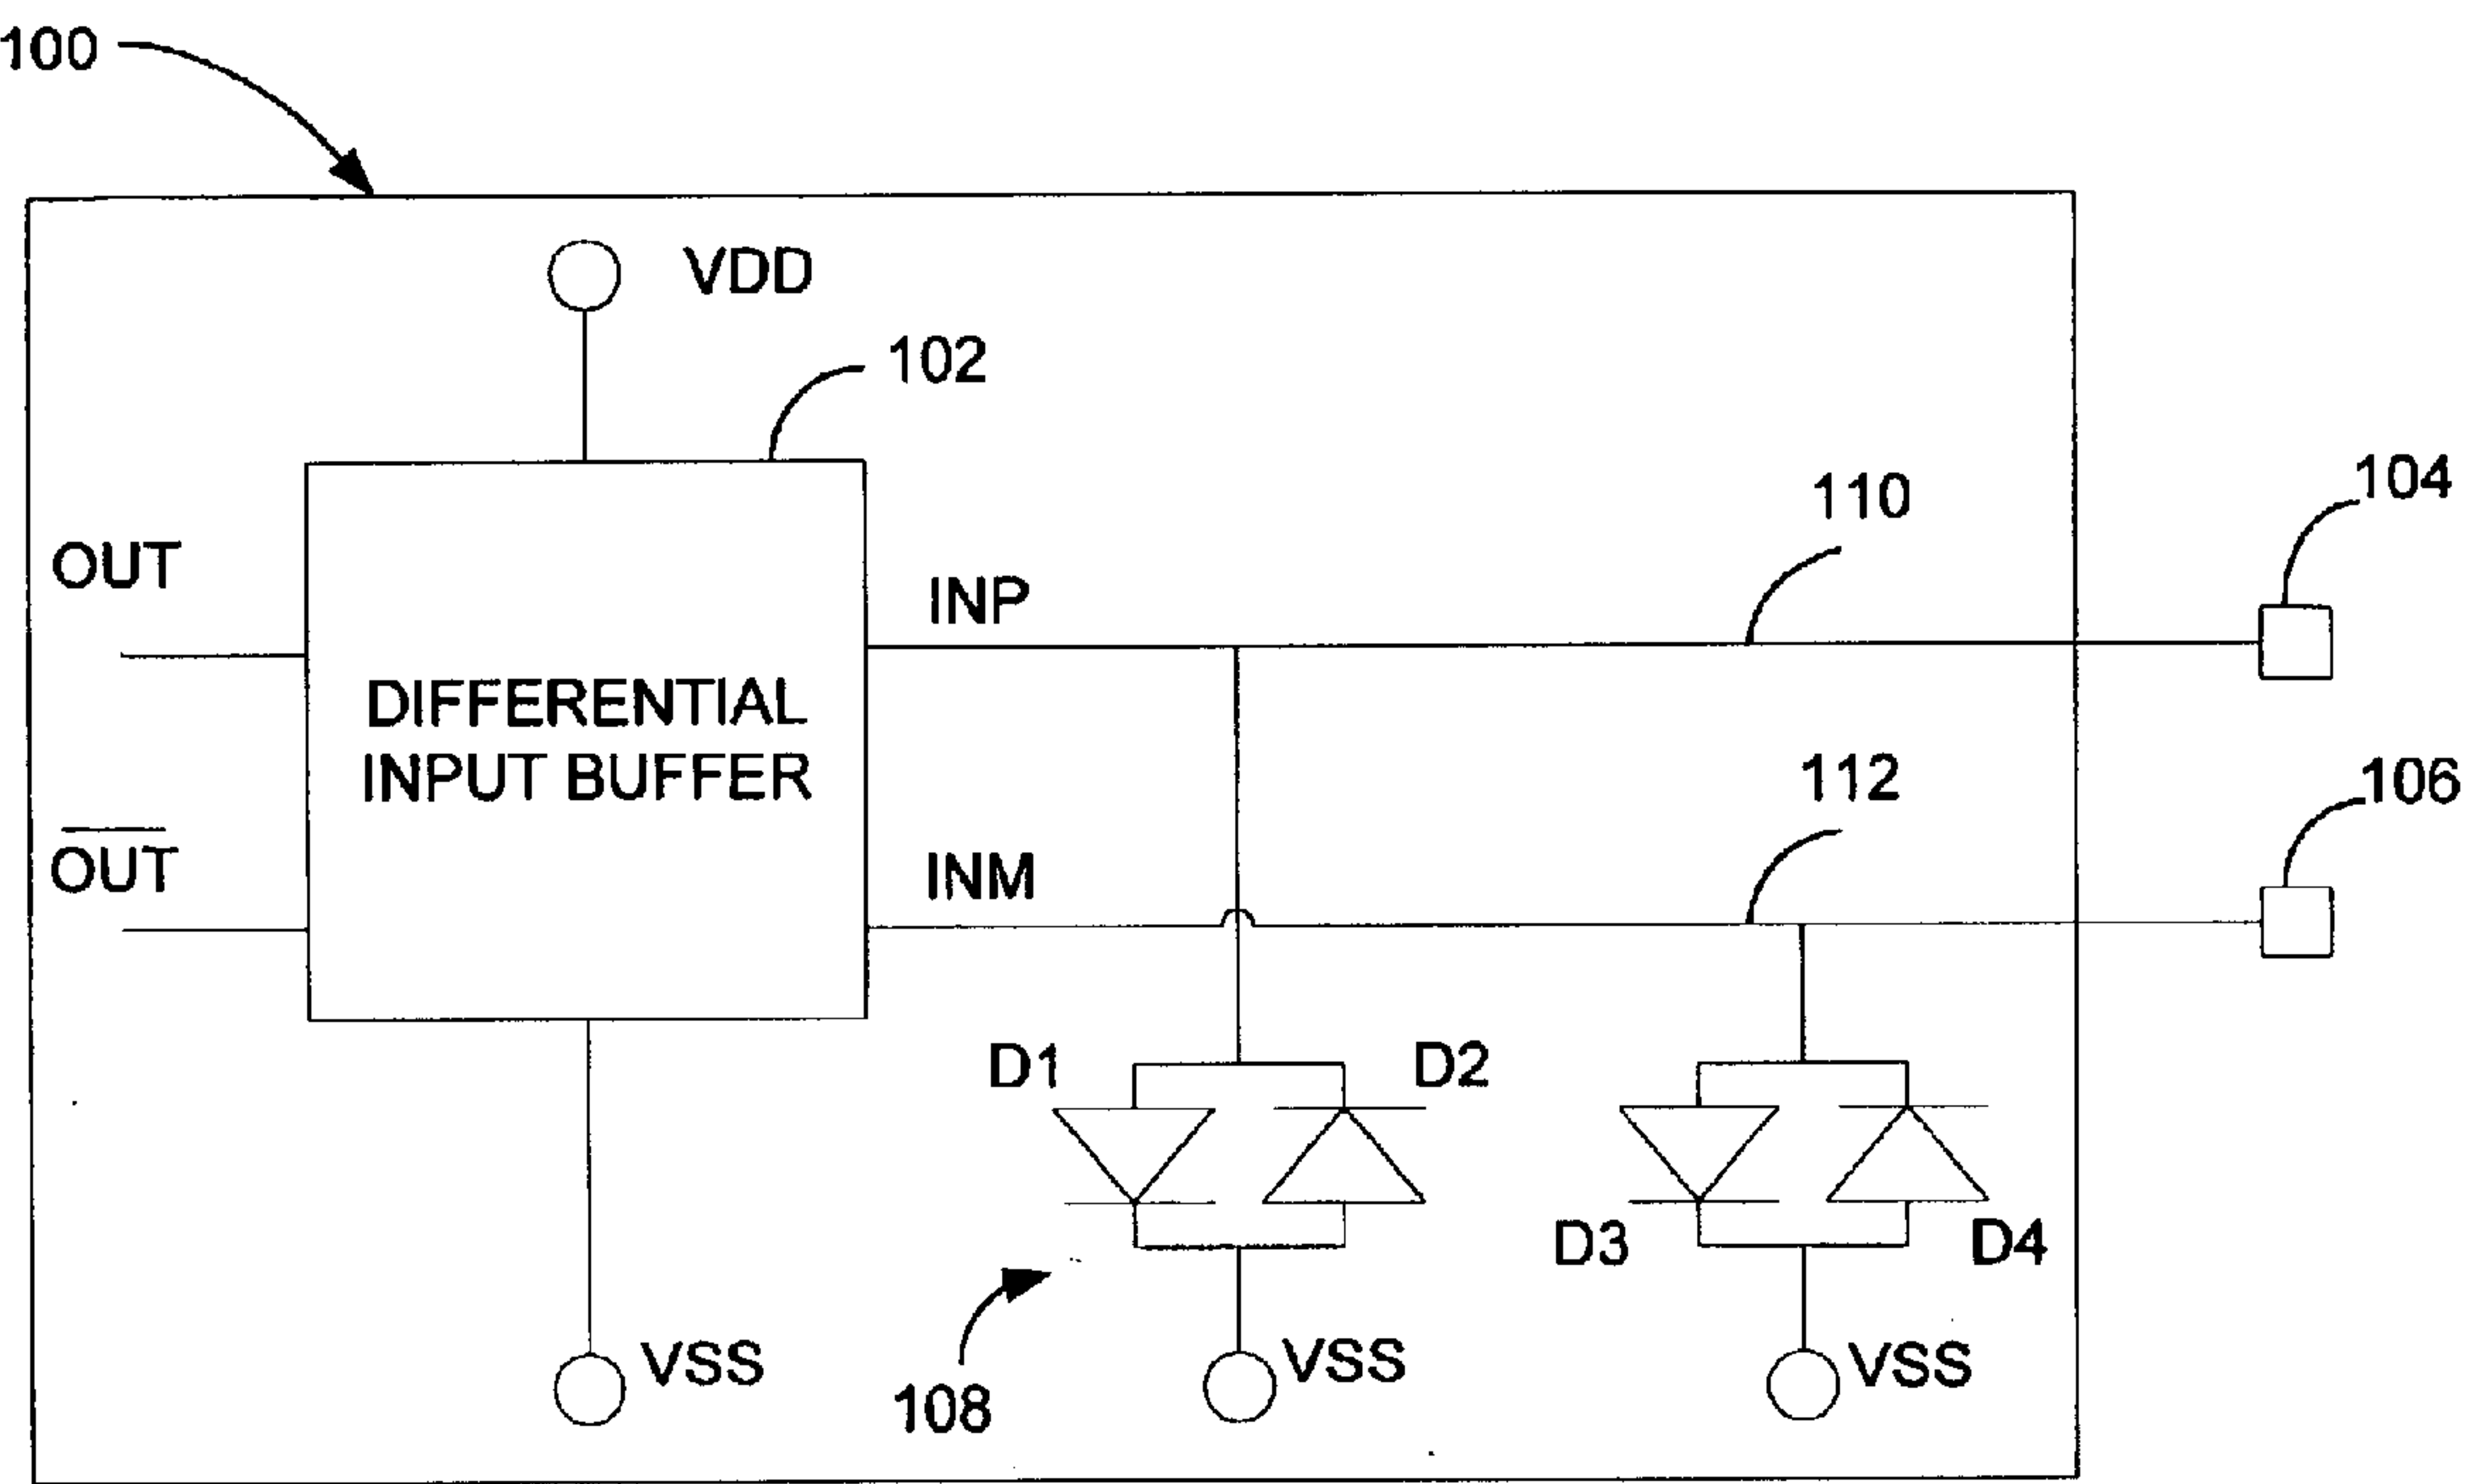 100
VDD
102
110
104
OUT
INP
DIFFERENTIAL
INPUT BUFFER
112
106
O̅U̅T̅
INM
D1
D2
D3
D4
VSS
VSS
VSS
108